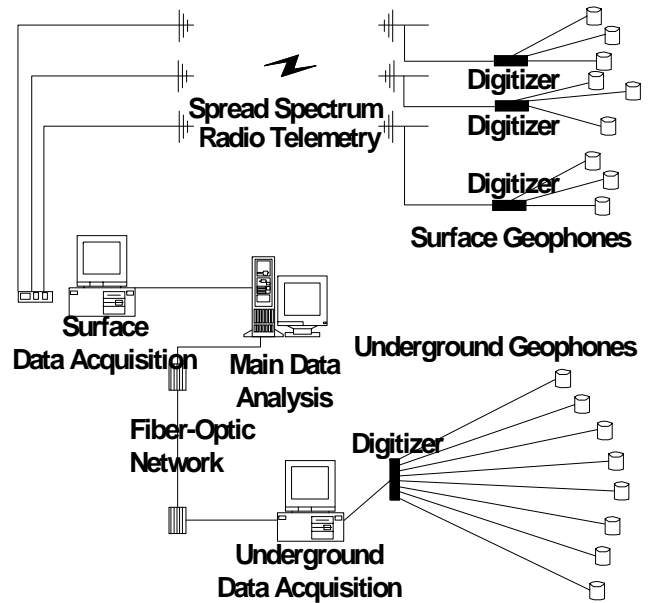 Digitizer
Spread Spectrum
Radio Telemetry
Digitizer
Digitizer
Surface Geophones
Surface
Data Acquisition
Main Data
Analysis
Underground Geophones
Fiber-Optic
Network
Digitizer
Underground
Data Acquisition